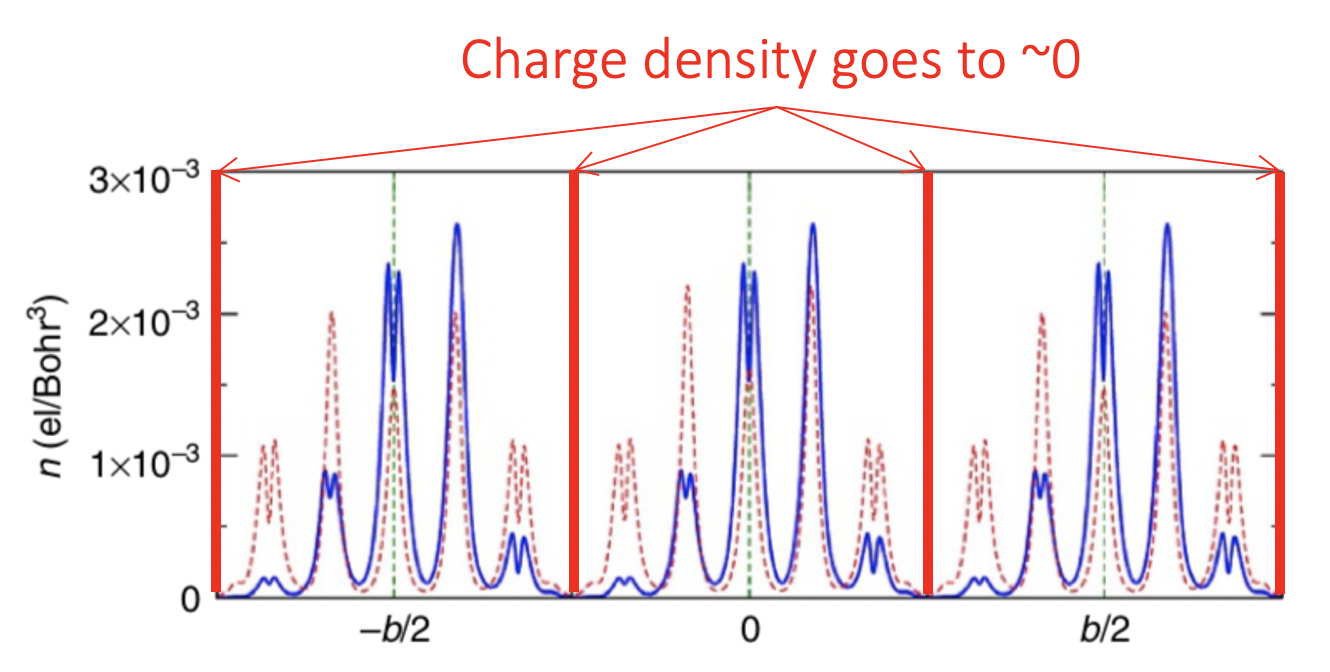 Charge density goes to ~0
3×10⁻³
2×10⁻³
1×10⁻³
0
n (el/Bohr³)
–b/2
0
b/2